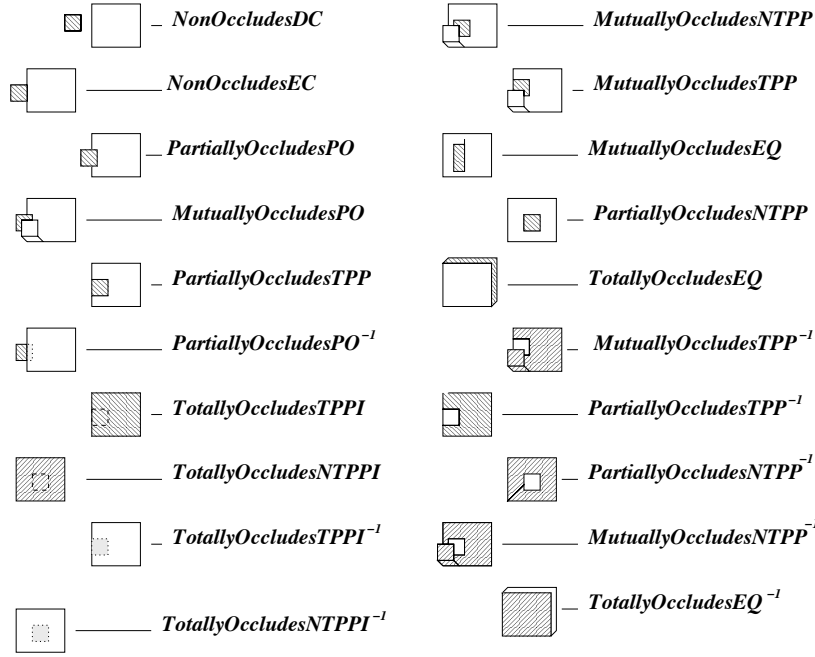 NonOccludesDC
NonOccludesEC
PartiallyOccludesPO
MutuallyOccludesPO
PartiallyOccludesTPP
PartiallyOccludesPO⁻¹
TotallyOccludesTPPI
TotallyOccludesNTPPI
TotallyOccludesTPPI⁻¹
TotallyOccludesNTPPI⁻¹
MutuallyOccludesNTPP
MutuallyOccludesTPP
MutuallyOccludesEQ
PartiallyOccludesNTPP
TotallyOccludesEQ
MutuallyOccludesTPP⁻¹
PartiallyOccludesTPP⁻¹
PartiallyOccludesNTPP⁻¹
MutuallyOccludesNTPP⁻¹
TotallyOccludesEQ⁻¹